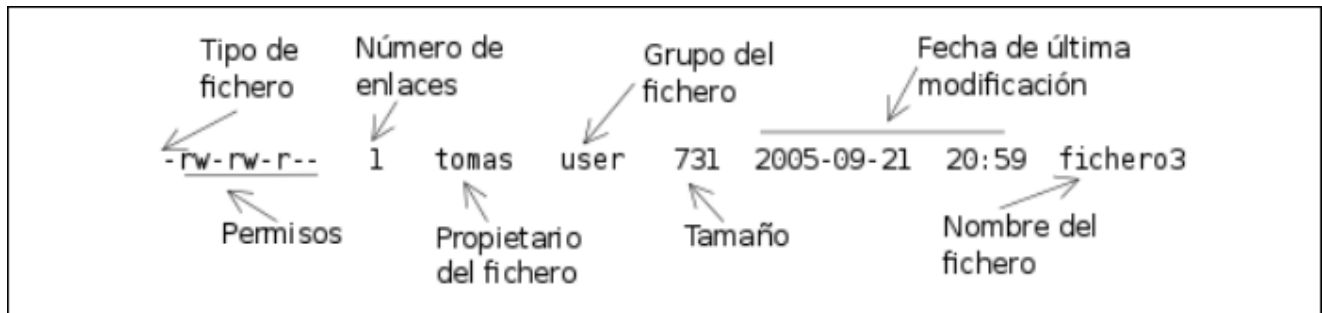 Tipo de
fichero
Número de
enlaces
Grupo del
fichero
Fecha de última
modificación
-rw-rw-r-- 1 tomas user 731 2005-09-21 20:59 fichero3
Permisos
Propietario
del fichero
Tamaño
Nombre del
fichero